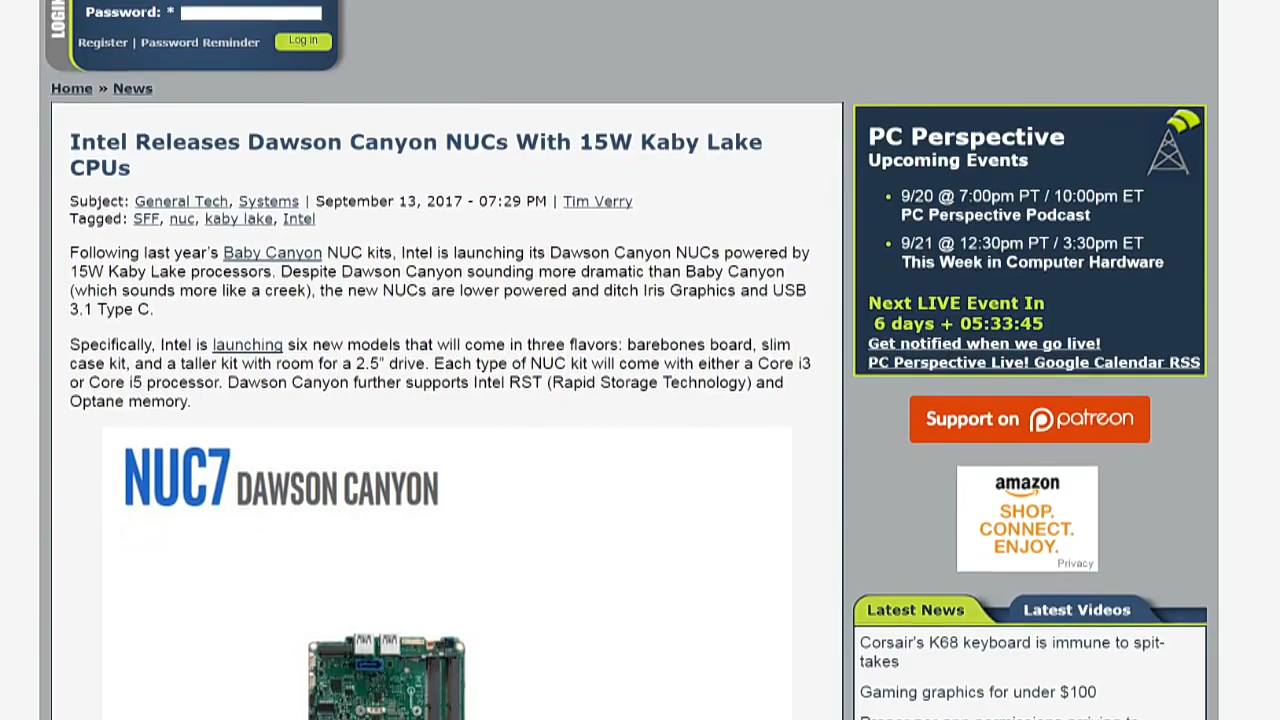 LOGIN
Password: *
Register | Password Reminder
Log in
Home » News
Intel Releases Dawson Canyon NUCs With 15W Kaby Lake
CPUs
Subject: General Tech, Systems | September 13, 2017 - 07:29 PM | Tim Verry
Tagged: SFF, nuc, kaby lake, Intel
Following last year’s Baby Canyon NUC kits, Intel is launching its Dawson Canyon NUCs powered by
15W Kaby Lake processors. Despite Dawson Canyon sounding more dramatic than Baby Canyon
(which sounds more like a creek), the new NUCs are lower powered and ditch Iris Graphics and USB
3.1 Type C.
Specifically, Intel is launching six new models that will come in three flavors: barebones board, slim
case kit, and a taller kit with room for a 2.5” drive. Each type of NUC kit will come with either a Core i3
or Core i5 processor. Dawson Canyon further supports Intel RST (Rapid Storage Technology) and
Optane memory.
NUC7 DAWSON CANYON
PC Perspective
Upcoming Events
• 9/20 @ 7:00pm PT / 10:00pm ET
PC Perspective Podcast
• 9/21 @ 12:30pm PT / 3:30pm ET
This Week in Computer Hardware
Next LIVE Event In
6 days + 05:33:45
Get notified when we go live!
PC Perspective Live! Google Calendar RSS
Support on patreon
amazon
SHOP.
CONNECT.
ENJOY.
Privacy
Latest News
Latest Videos
Corsair's K68 keyboard is immune to spit-
takes
Gaming graphics for under $100